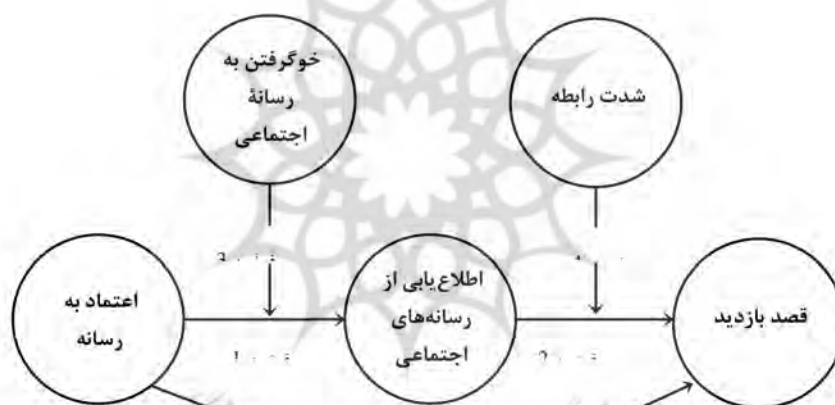 خوگرفتن به
رسانهٔ
اجتماعی
شدت رابطه
اعتماد به
رسانه
اطلاع‌یابی از
رسانه‌های
اجتماعی
قصد بازدید